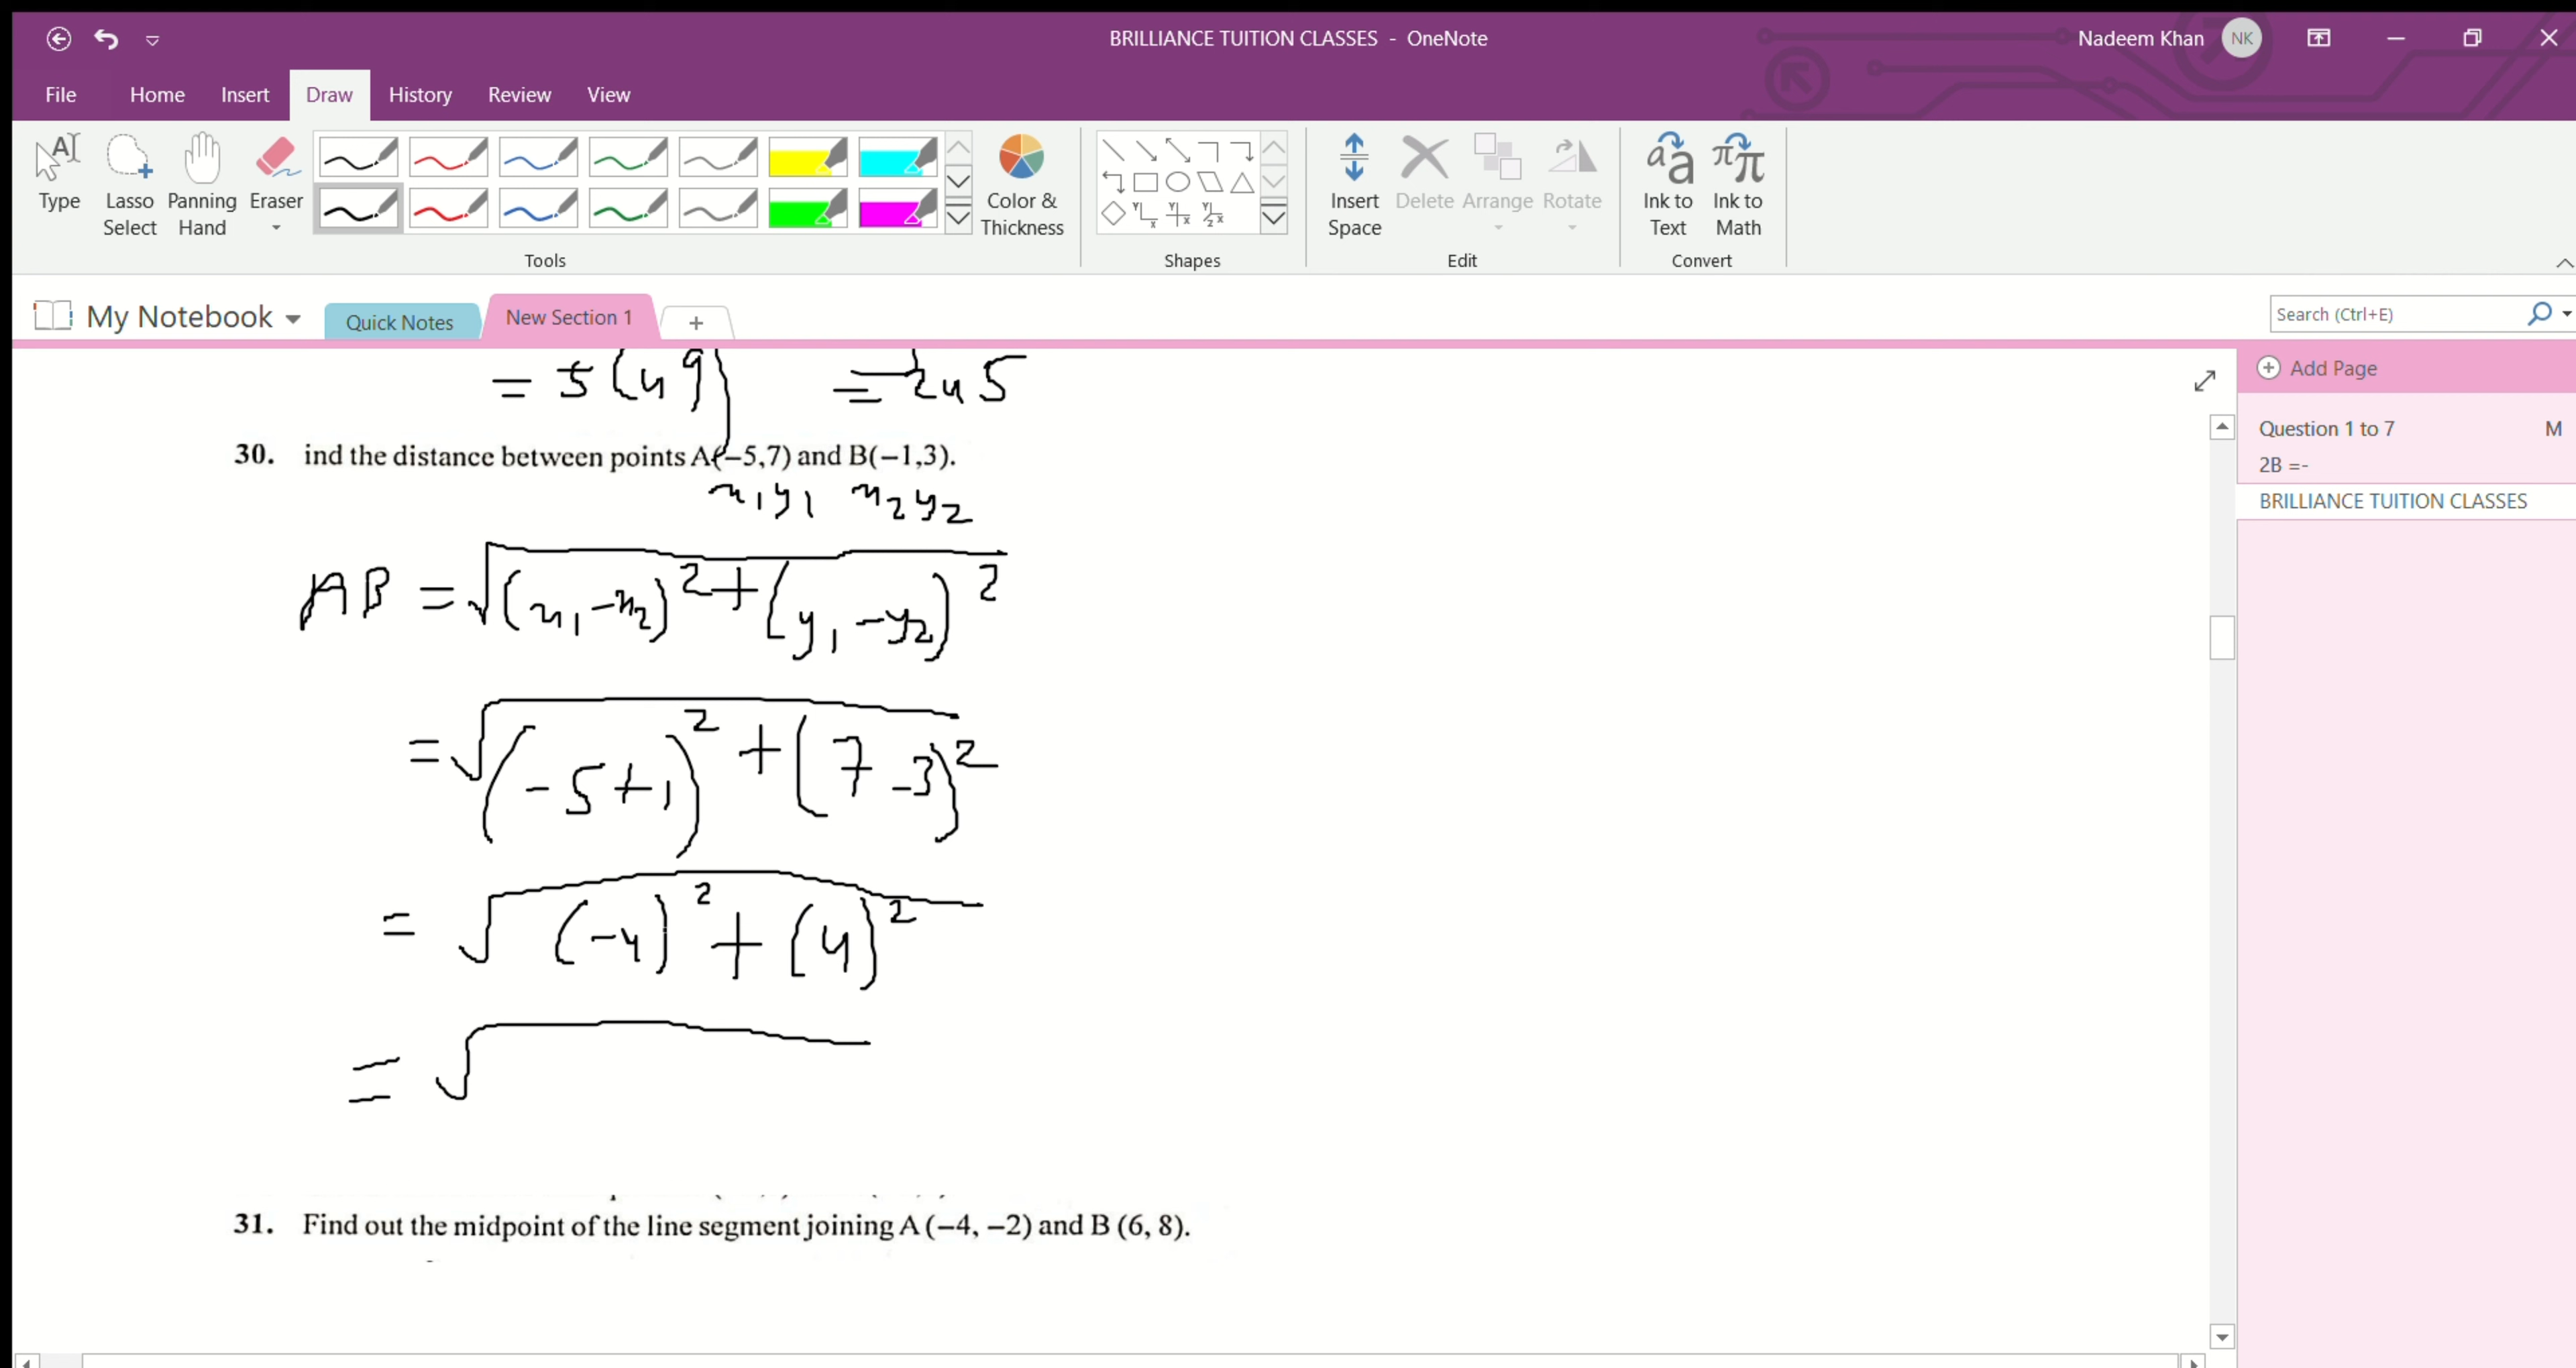 BRILLIANCE TUITION CLASSES - OneNote
Nadeem Khan NK
File Home Insert Draw History Review View
Type
Lasso Select
Panning Hand
Eraser
Color & Thickness
Insert Space
Delete
Arrange
Rotate
Ink to Text
Ink to Math
Tools
Shapes
Edit
Convert
My Notebook
Quick Notes
New Section 1
+
Search (Ctrl+E)
Add Page
Question 1 to 7 M
2B =-
BRILLIANCE TUITION CLASSES
= 5(49) = 245
30. ind the distance between points A(−5,7) and B(−1,3).
x₁y₁ x₂y₂
AB = √(x₁-x₂)² + (y₁-y₂)²
= √(-5+1)² + (7-3)²
= √(-4)² + (4)²
= √
31. Find out the midpoint of the line segment joining A (−4, −2) and B (6, 8).